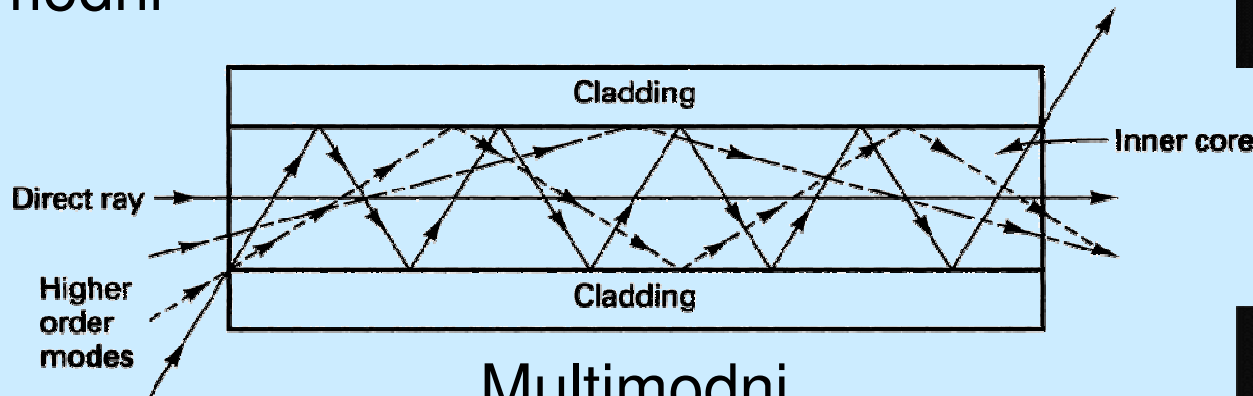 Cladding
Inner core
Direct ray
Higher
order
modes
Cladding
Multimodni